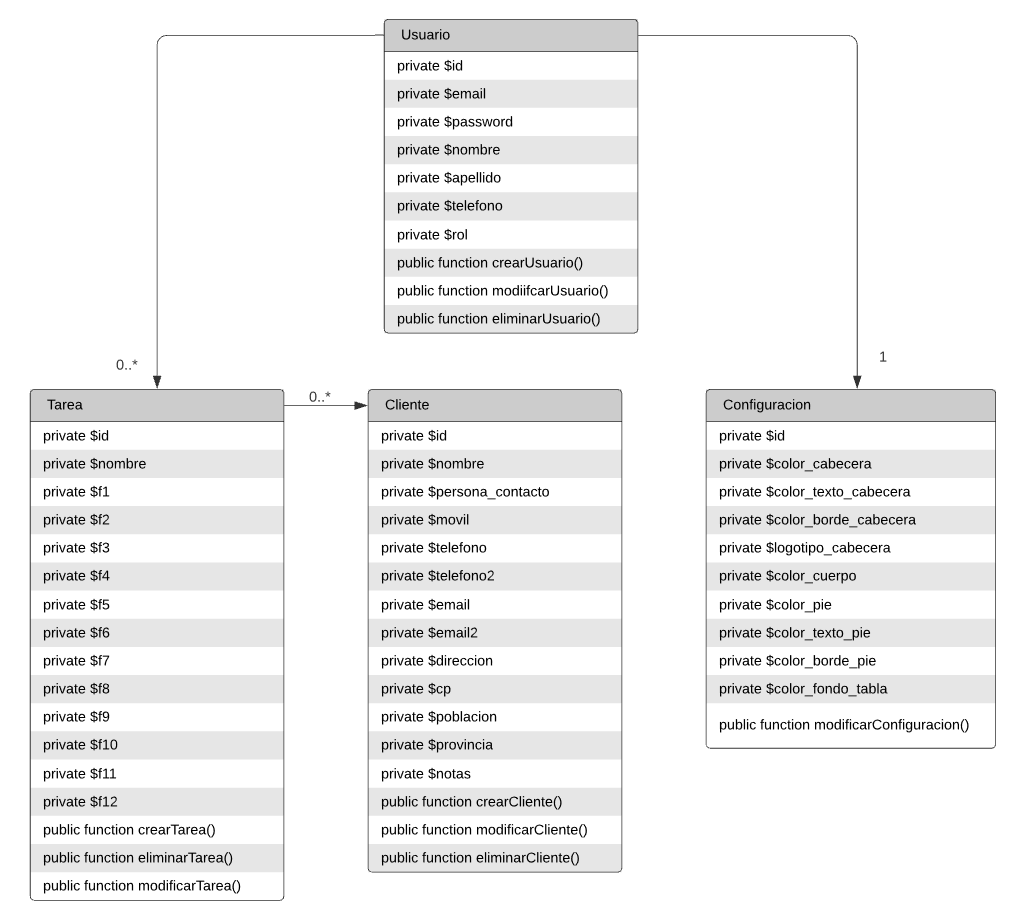 Usuario
private $id
private $email
private $password
private $nombre
private $apellido
private $telefono
private $rol
public function crearUsuario()
public function modiifcarUsuario()
public function eliminarUsuario()
0..*
1
Tarea
private $id
private $nombre
private $f1
private $f2
private $f3
private $f4
private $f5
private $f6
private $f7
private $f8
private $f9
private $f10
private $f11
private $f12
public function crearTarea()
public function eliminarTarea()
public function modificarTarea()
0..*
Cliente
private $id
private $nombre
private $persona_contacto
private $movil
private $telefono
private $telefono2
private $email
private $email2
private $direccion
private $cp
private $poblacion
private $provincia
private $notas
public function crearCliente()
public function modificarCliente()
public function eliminarCliente()
Configuracion
private $id
private $color_cabecera
private $color_texto_cabecera
private $color_borde_cabecera
private $logotipo_cabecera
private $color_cuerpo
private $color_pie
private $color_texto_pie
private $color_borde_pie
private $color_fondo_tabla
public function modificarConfiguracion()